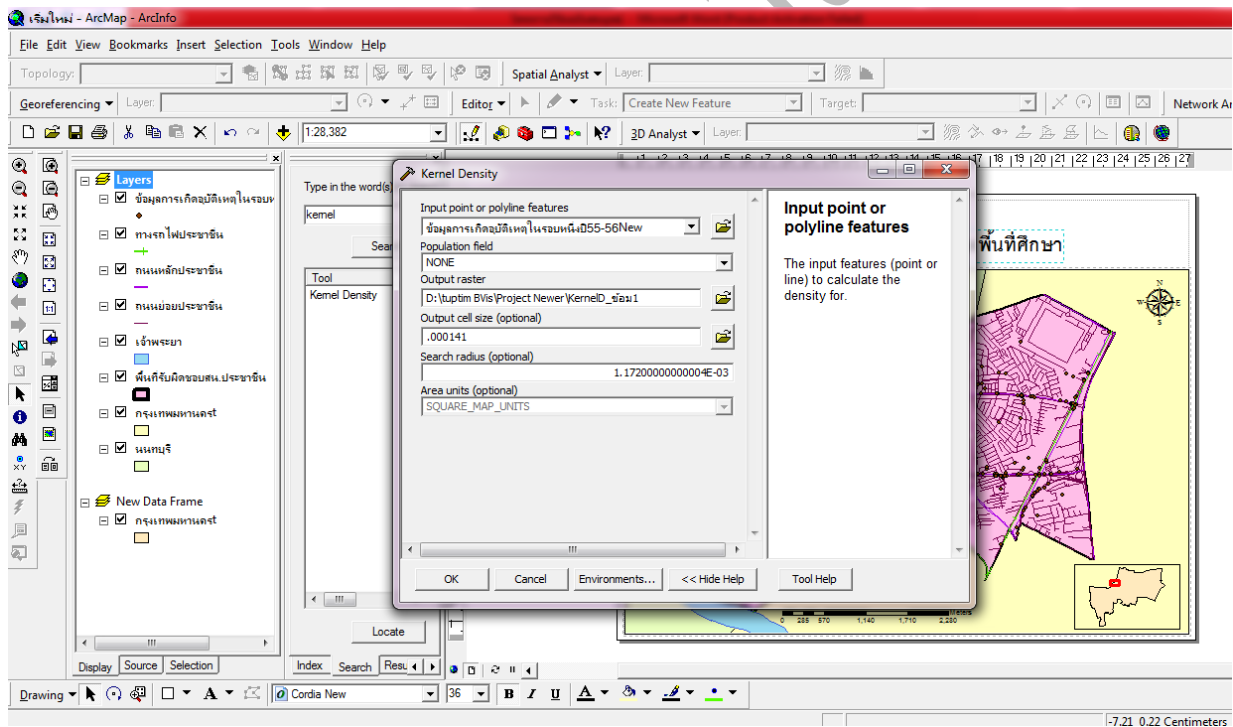 เริ่มใหม่ - ArcMap - ArcInfo
File Edit View Bookmarks Insert Selection Tools Window Help
Topology:
Spatial Analyst
Layer:
Georeferencing
Layer:
Editor
Task:
Create New Feature
Target:
Network Ar
1:28,382
3D Analyst
Layer:
Layers
ข้อมูลการเกิดอุบัติเหตุในรอบห
ทางรถไฟประชาชื่น
ถนนหลักประชาชื่น
ถนนย่อยประชาชื่น
เจ้าพระยา
พื้นที่รับผิดชอบสน.ประชาชื่น
กรุงเทพมหานครt
นนทบุรี
New Data Frame
กรุงเทพมหานครt
Display Source Selection
Type in the word(s)
kernel
Sear
Tool
Kernel Density
Locate
Index Search Resu
Kernel Density
Input point or polyline features
ข้อมูลการเกิดอุบัติเหตุในรอบหนึ่งปี55-56New
Population field
NONE
Output raster
D:\tuptim BVis\Project Newer\KernelD_ซ้อม1
Output cell size (optional)
.000141
Search radius (optional)
1.17200000000004E-03
Area units (optional)
SQUARE_MAP_UNITS
OK
Cancel
Environments...
<< Hide Help
Tool Help
Input point or
polyline features
The input features (point or
line) to calculate the
density for.
พื้นที่ศึกษา
N
W E
S
Meters
0 285 570 1,140 1,710 2,280
Drawing
A
Cordia New
36
B I U A
-7.21 0.22 Centimeters